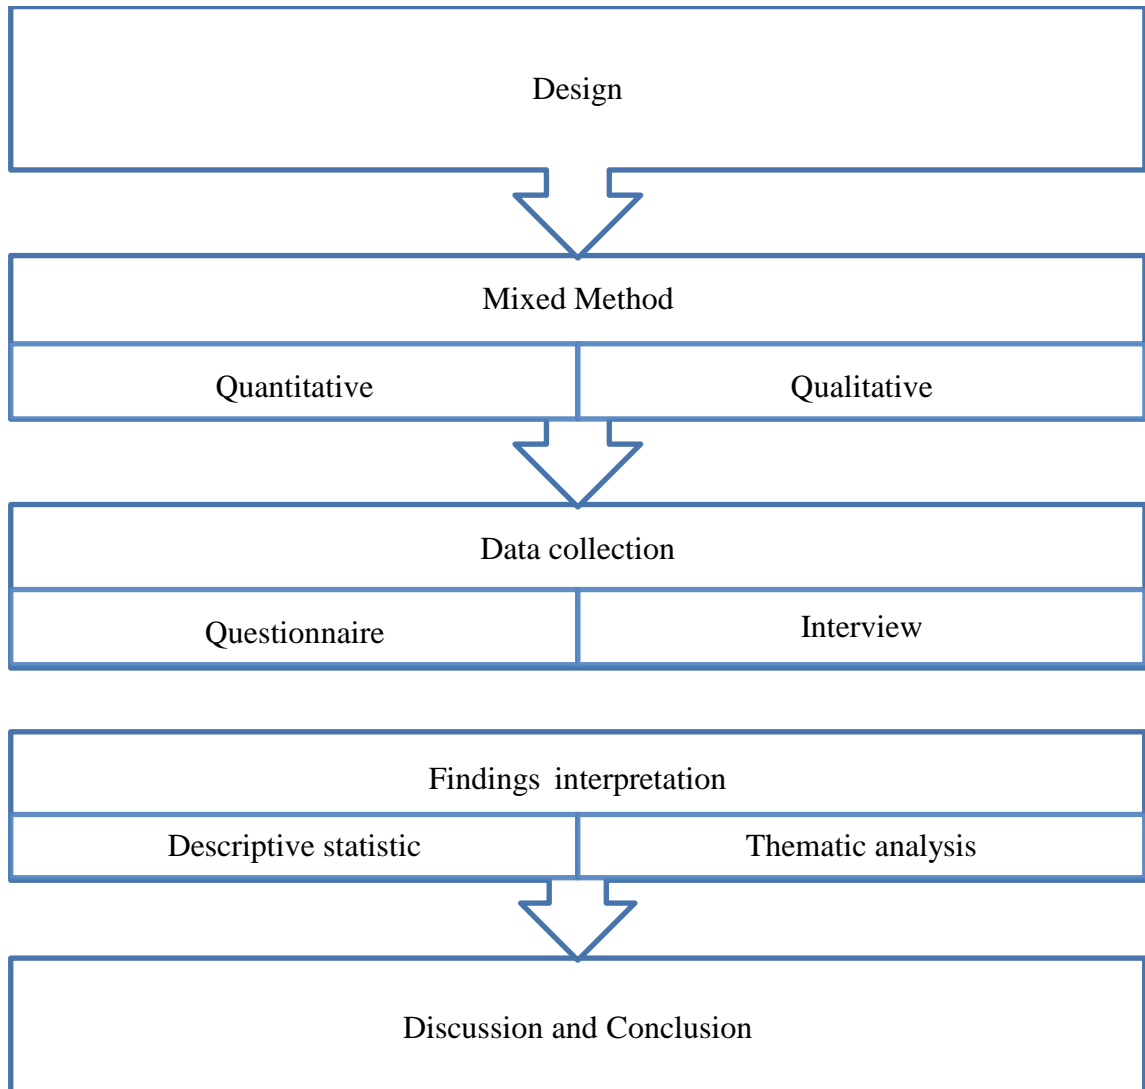 Design
Mixed Method
Quantitative
Qualitative
Data collection
Questionnaire
Interview
Findings interpretation
Descriptive statistic
Thematic analysis
Discussion and Conclusion